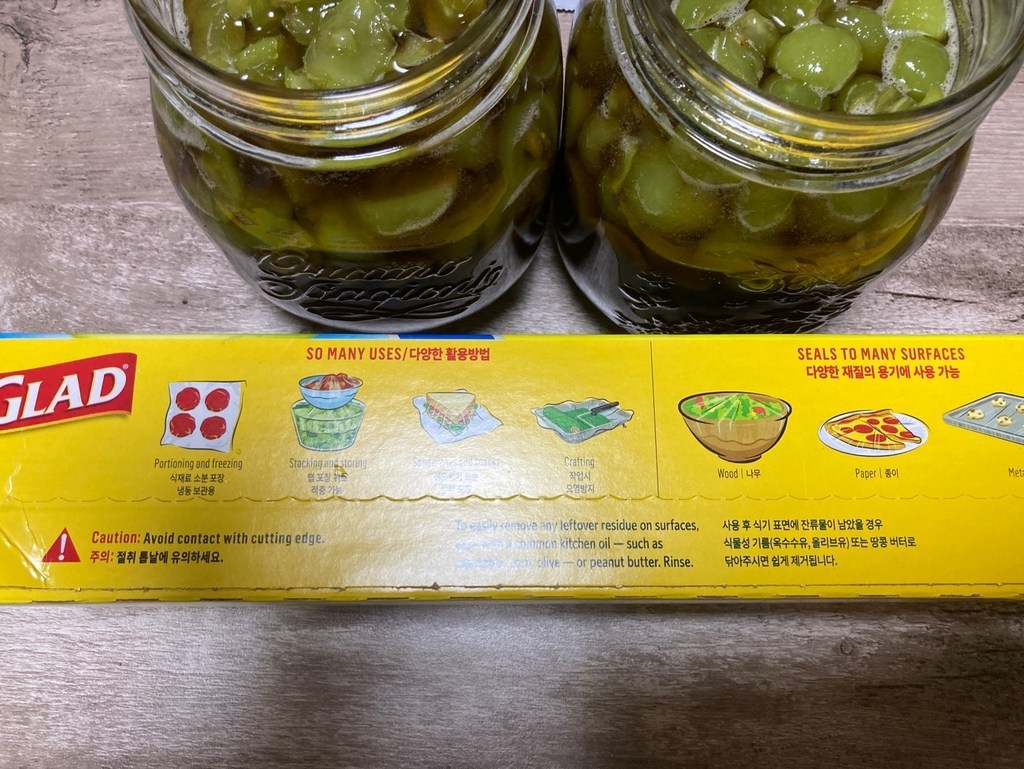 Quattro
Stagioni
GLAD
SO MANY USES/다양한 활용방법
Portioning and freezing
식재료 소분 포장
냉동 보관용
Stacking and storing
적층 가능
Crafting
작업시
오염방지
SEALS TO MANY SURFACES
다양한 재질의 용기에 사용 가능
Wood | 나무
Paper | 종이
Caution: Avoid contact with cutting edge.
주의: 절취 톱날에 유의하세요.
To easily remove any leftover residue on surfaces,
common kitchen oil — such as
olive — or peanut butter. Rinse.
사용 후 식기 표면에 잔류물이 남았을 경우
식물성 기름(옥수수유, 올리브유) 또는 땅콩 버터로
닦아주시면 쉽게 제거됩니다.